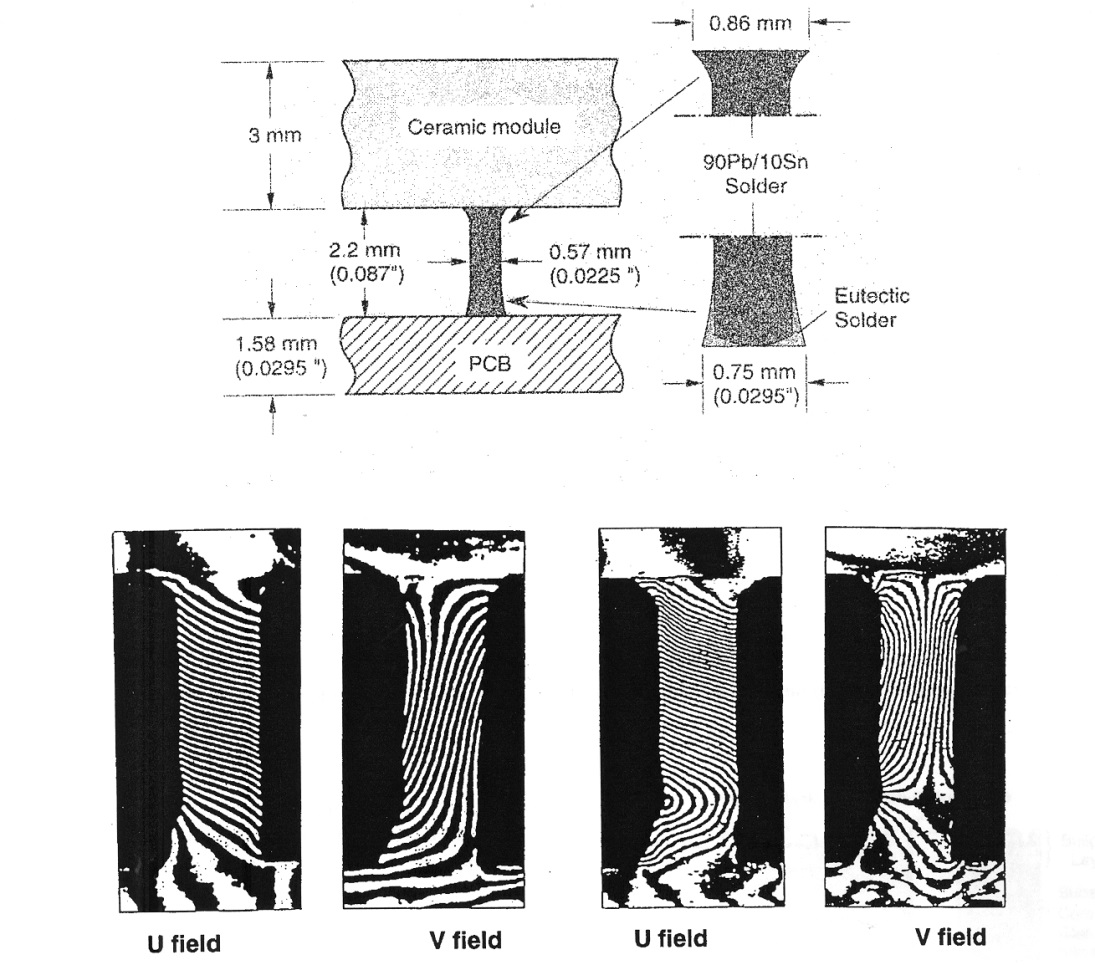 0.86 mm
3 mm
Ceramic module
90Pb/10Sn
Solder
2.2 mm
(0.087")
0.57 mm
(0.0225 ")
Eutectic
Solder
1.58 mm
(0.0295 ")
PCB
0.75 mm
(0.0295")
U field
V field
U field
V field